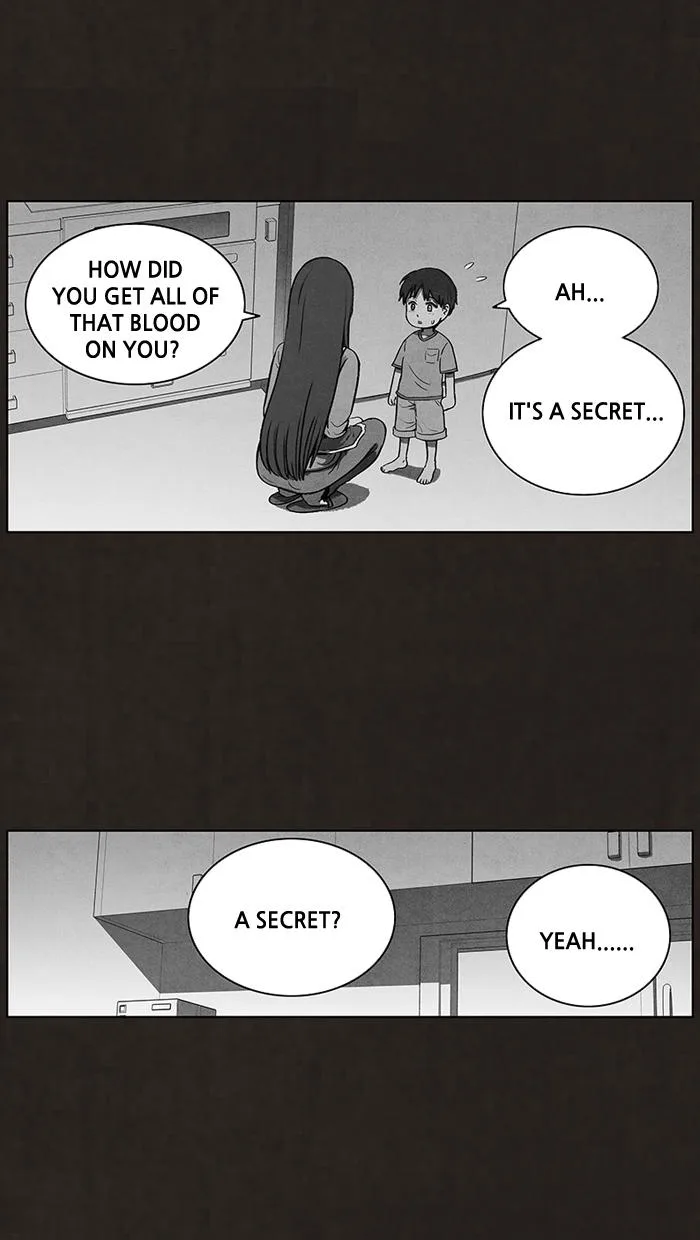 HOW DID
YOU GET ALL OF
THAT BLOOD
ON YOU?
AH...
IT'S A SECRET...
A SECRET?
YEAH......